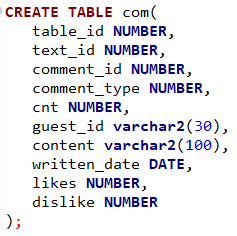 CREATE TABLE com(
table_id NUMBER,
text_id NUMBER,
comment_id NUMBER,
comment_type NUMBER,
cnt NUMBER,
guest_id varchar2(30),
content varchar2(100),
written_date DATE,
likes NUMBER,
dislike NUMBER
);